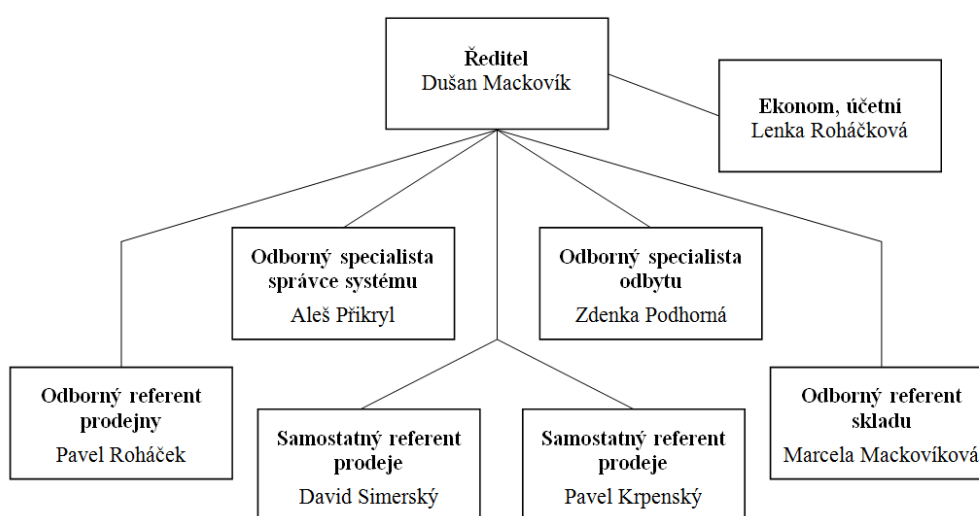 Ředitel
Dušan Mackovík
Ekonom, účetní
Lenka Roháčková
Odborný specialista
správce systému
Aleš Přikryl
Odborný specialista
odbytu
Zdenka Podhorná
Odborný referent
prodejny
Pavel Roháček
Samostatný referent
prodeje
David Simerský
Samostatný referent
prodeje
Pavel Krpenský
Odborný referent
skladu
Marcela Mackovíková